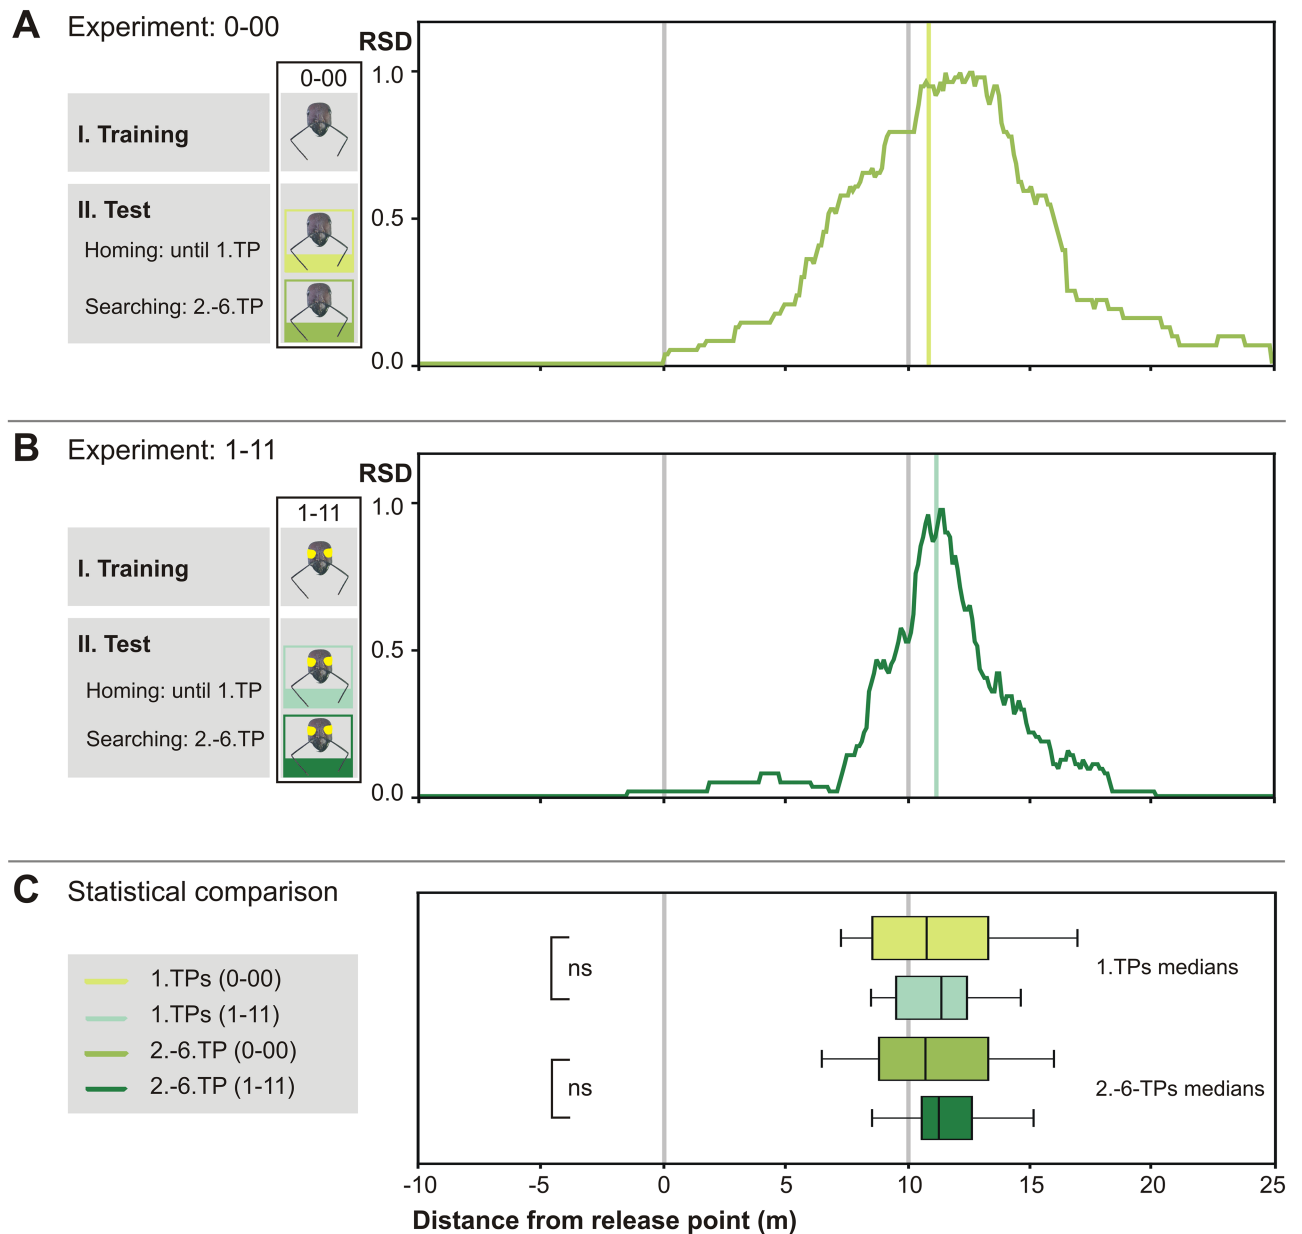 A Experiment: 0-00
RSD
0-00
1.0
I. Training
II. Test
0.5
Homing: until 1.TP
Searching: 2.-6.TP
0.0
B Experiment: 1-11
RSD
1-11
1.0
I. Training
II. Test
0.5
Homing: until 1.TP
Searching: 2.-6.TP
0.0
C Statistical comparison
1.TPs (0-00)
1.TPs (1-11)
2.-6.TP (0-00)
2.-6.TP (1-11)
ns
1.TPs medians
ns
2.-6-TPs medians
-10 -5 0 5 10 15 20 25
Distance from release point (m)